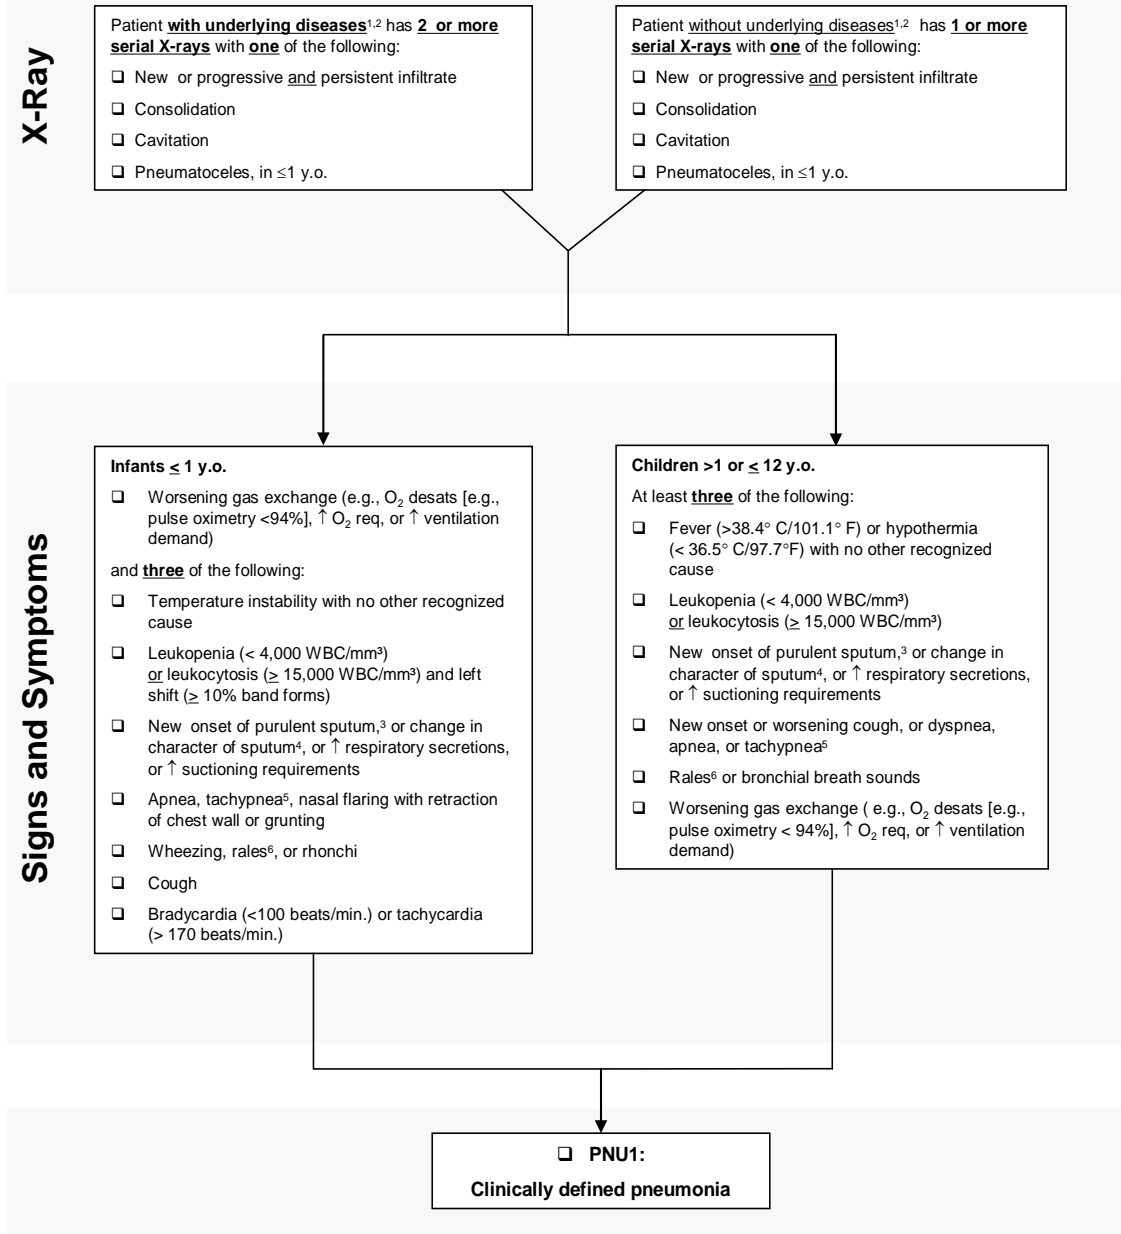 X-Ray
Patient with underlying diseases1,2 has 2 or more
serial X-rays with one of the following:
❑ New or progressive and persistent infiltrate
❑ Consolidation
❑ Cavitation
❑ Pneumatoceles, in ≤1 y.o.
Patient without underlying diseases1,2 has 1 or more
serial X-rays with one of the following:
❑ New or progressive and persistent infiltrate
❑ Consolidation
❑ Cavitation
❑ Pneumatoceles, in ≤1 y.o.
Signs and Symptoms
Infants < 1 y.o.
❑ Worsening gas exchange (e.g., O2 desats [e.g.,
pulse oximetry <94%], ↑ O2 req, or ↑ ventilation
demand)
and three of the following:
❑ Temperature instability with no other recognized
cause
❑ Leukopenia (< 4,000 WBC/mm³)
or leukocytosis (> 15,000 WBC/mm³) and left
shift (> 10% band forms)
❑ New onset of purulent sputum,³ or change in
character of sputum⁴, or ↑ respiratory secretions,
or ↑ suctioning requirements
❑ Apnea, tachypnea⁵, nasal flaring with retraction
of chest wall or grunting
❑ Wheezing, rales⁶, or rhonchi
❑ Cough
❑ Bradycardia (<100 beats/min.) or tachycardia
(> 170 beats/min.)
Children >1 or < 12 y.o.
At least three of the following:
❑ Fever (>38.4° C/101.1° F) or hypothermia
(< 36.5° C/97.7°F) with no other recognized
cause
❑ Leukopenia (< 4,000 WBC/mm³)
or leukocytosis (> 15,000 WBC/mm³)
❑ New onset of purulent sputum,³ or change in
character of sputum⁴, or ↑ respiratory secretions,
or ↑ suctioning requirements
❑ New onset or worsening cough, or dyspnea,
apnea, or tachypnea⁵
❑ Rales⁶ or bronchial breath sounds
❑ Worsening gas exchange ( e.g., O2 desats [e.g.,
pulse oximetry < 94%], ↑ O2 req, or ↑ ventilation
demand)
❑ PNU1:
Clinically defined pneumonia